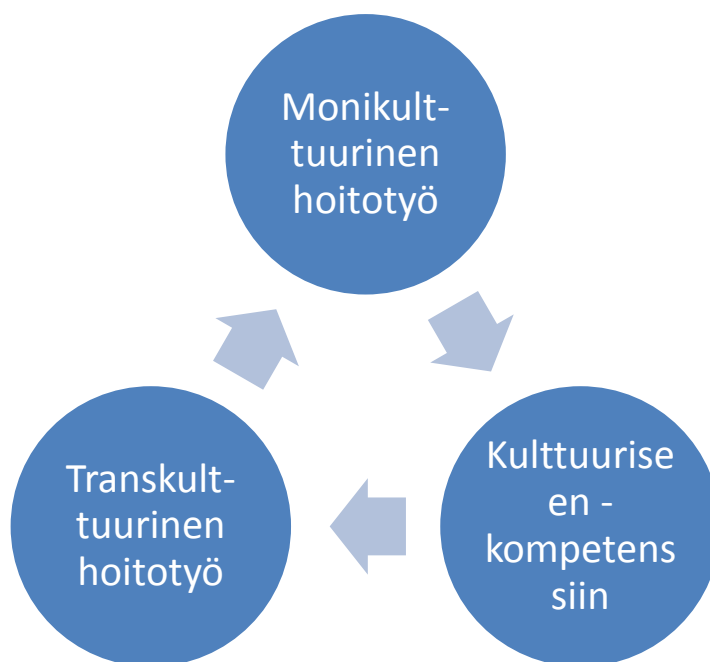 Monikult-
tuurinen
hoitotyö
Transkult-
tuurinen
hoitotyö
Kulttuurise
en -
kompetens
siin